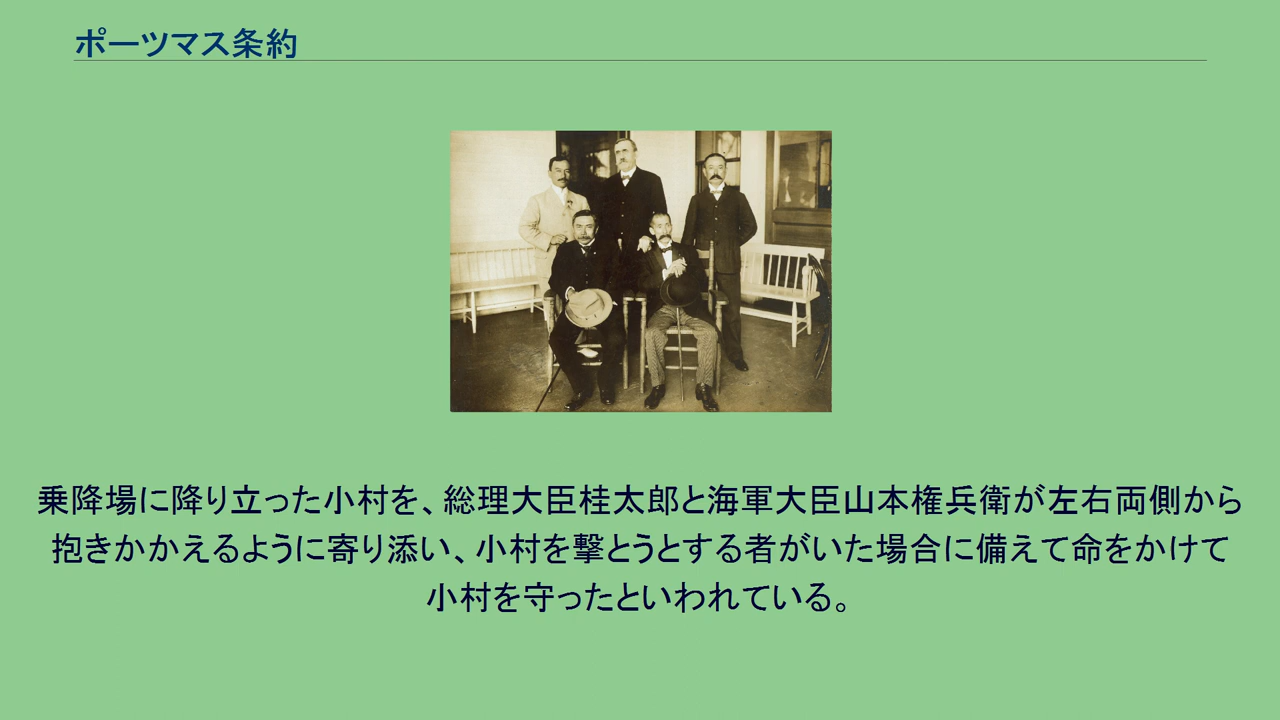 ポーツマス条約
乗降場に降り立った小村を、総理大臣桂太郎と海軍大臣山本権兵衛が左右両側から
抱きかかえるように寄り添い、小村を撃とうとする者がいた場合に備えて命をかけて
小村を守ったといわれている。